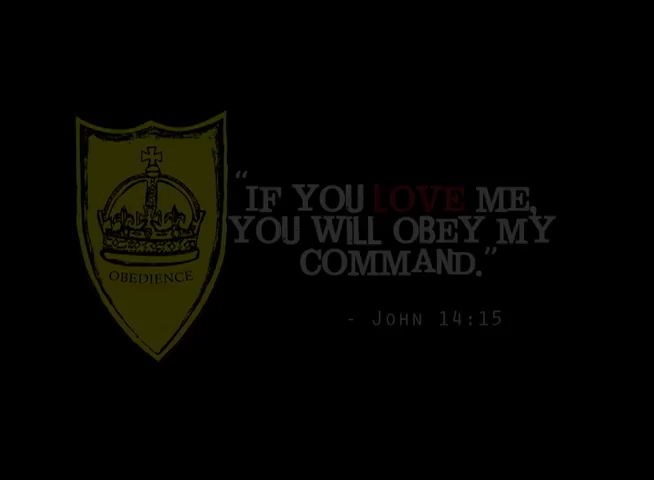 OBEDIENCE
“IF YOU LOVE ME,
YOU WILL OBEY MY
COMMAND.”
- JOHN 14:15